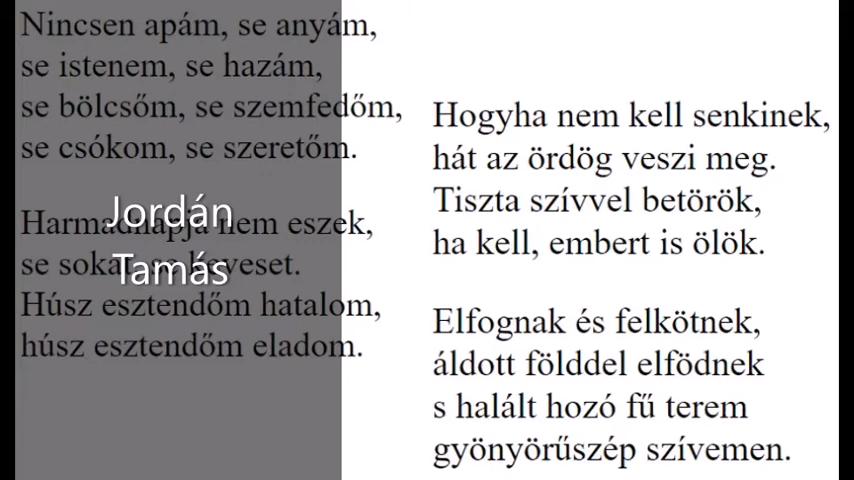 Nincsen apám, se anyám,
se istenem, se hazám,
se bölcsőm, se szemfedőm,
se csókom, se szeretőm.
Harmadnapja nem eszek,
se sokat, se keveset.
Húsz esztendőm hatalom,
húsz esztendőm eladom.
Jordán
Tamás
Hogyha nem kell senkinek,
hát az ördög veszi meg.
Tiszta szívvel betörök,
ha kell, embert is ölök.
Elfognak és felkötnek,
áldott földdel elfödnek
s halált hozó fű terem
gyönyörűszép szívemen.